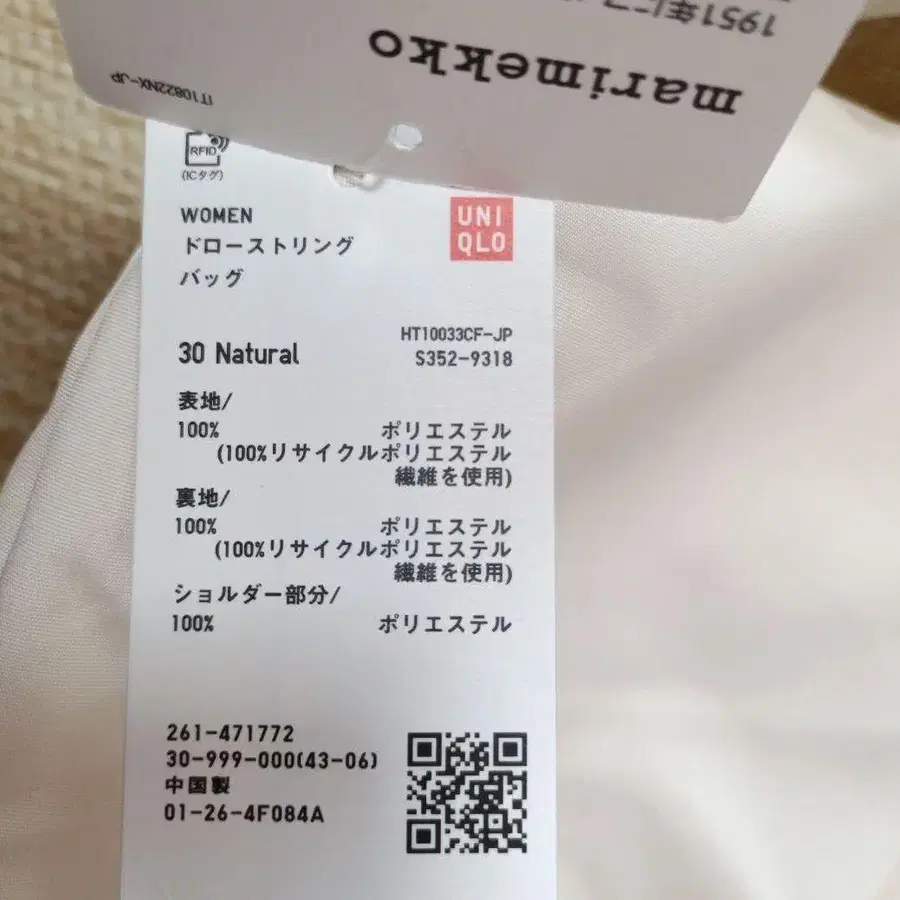 1951年に
marimekko
IT10822NX-JP
RFID
(ICタグ)
WOMEN
ドローストリング
バッグ
UNI
QLO
30 Natural
HT10033CF-JP
S352-9318
表地/
100% ポリエステル
(100%リサイクルポリエステル
繊維を使用)
裏地/
100% ポリエステル
(100%リサイクルポリエステル
繊維を使用)
ショルダー部分/
100% ポリエステル
261-471772
30-999-000(43-06)
中国製
01-26-4F084A